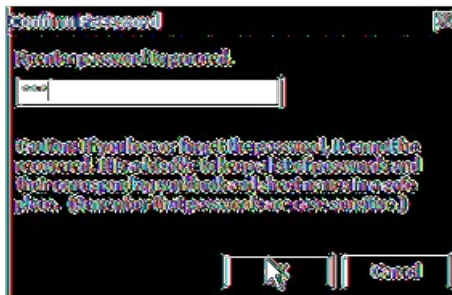 Confirm Password
Reenter password to proceed.
****
Caution: If you lose or forget the password, it cannot be
recovered. It is advisable to keep a list of passwords and
their corresponding workbook and sheet names in a safe
place. (Remember that passwords are case-sensitive.)
OK
Cancel